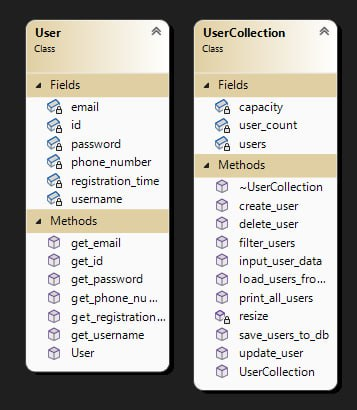 User
Class
Fields
email
id
password
phone_number
registration_time
username
Methods
get_email
get_id
get_password
get_phone_nu...
get_registration...
get_username
User
UserCollection
Class
Fields
capacity
user_count
users
Methods
~UserCollection
create_user
delete_user
filter_users
input_user_data
load_users_fro...
print_all_users
resize
save_users_to_db
update_user
UserCollection